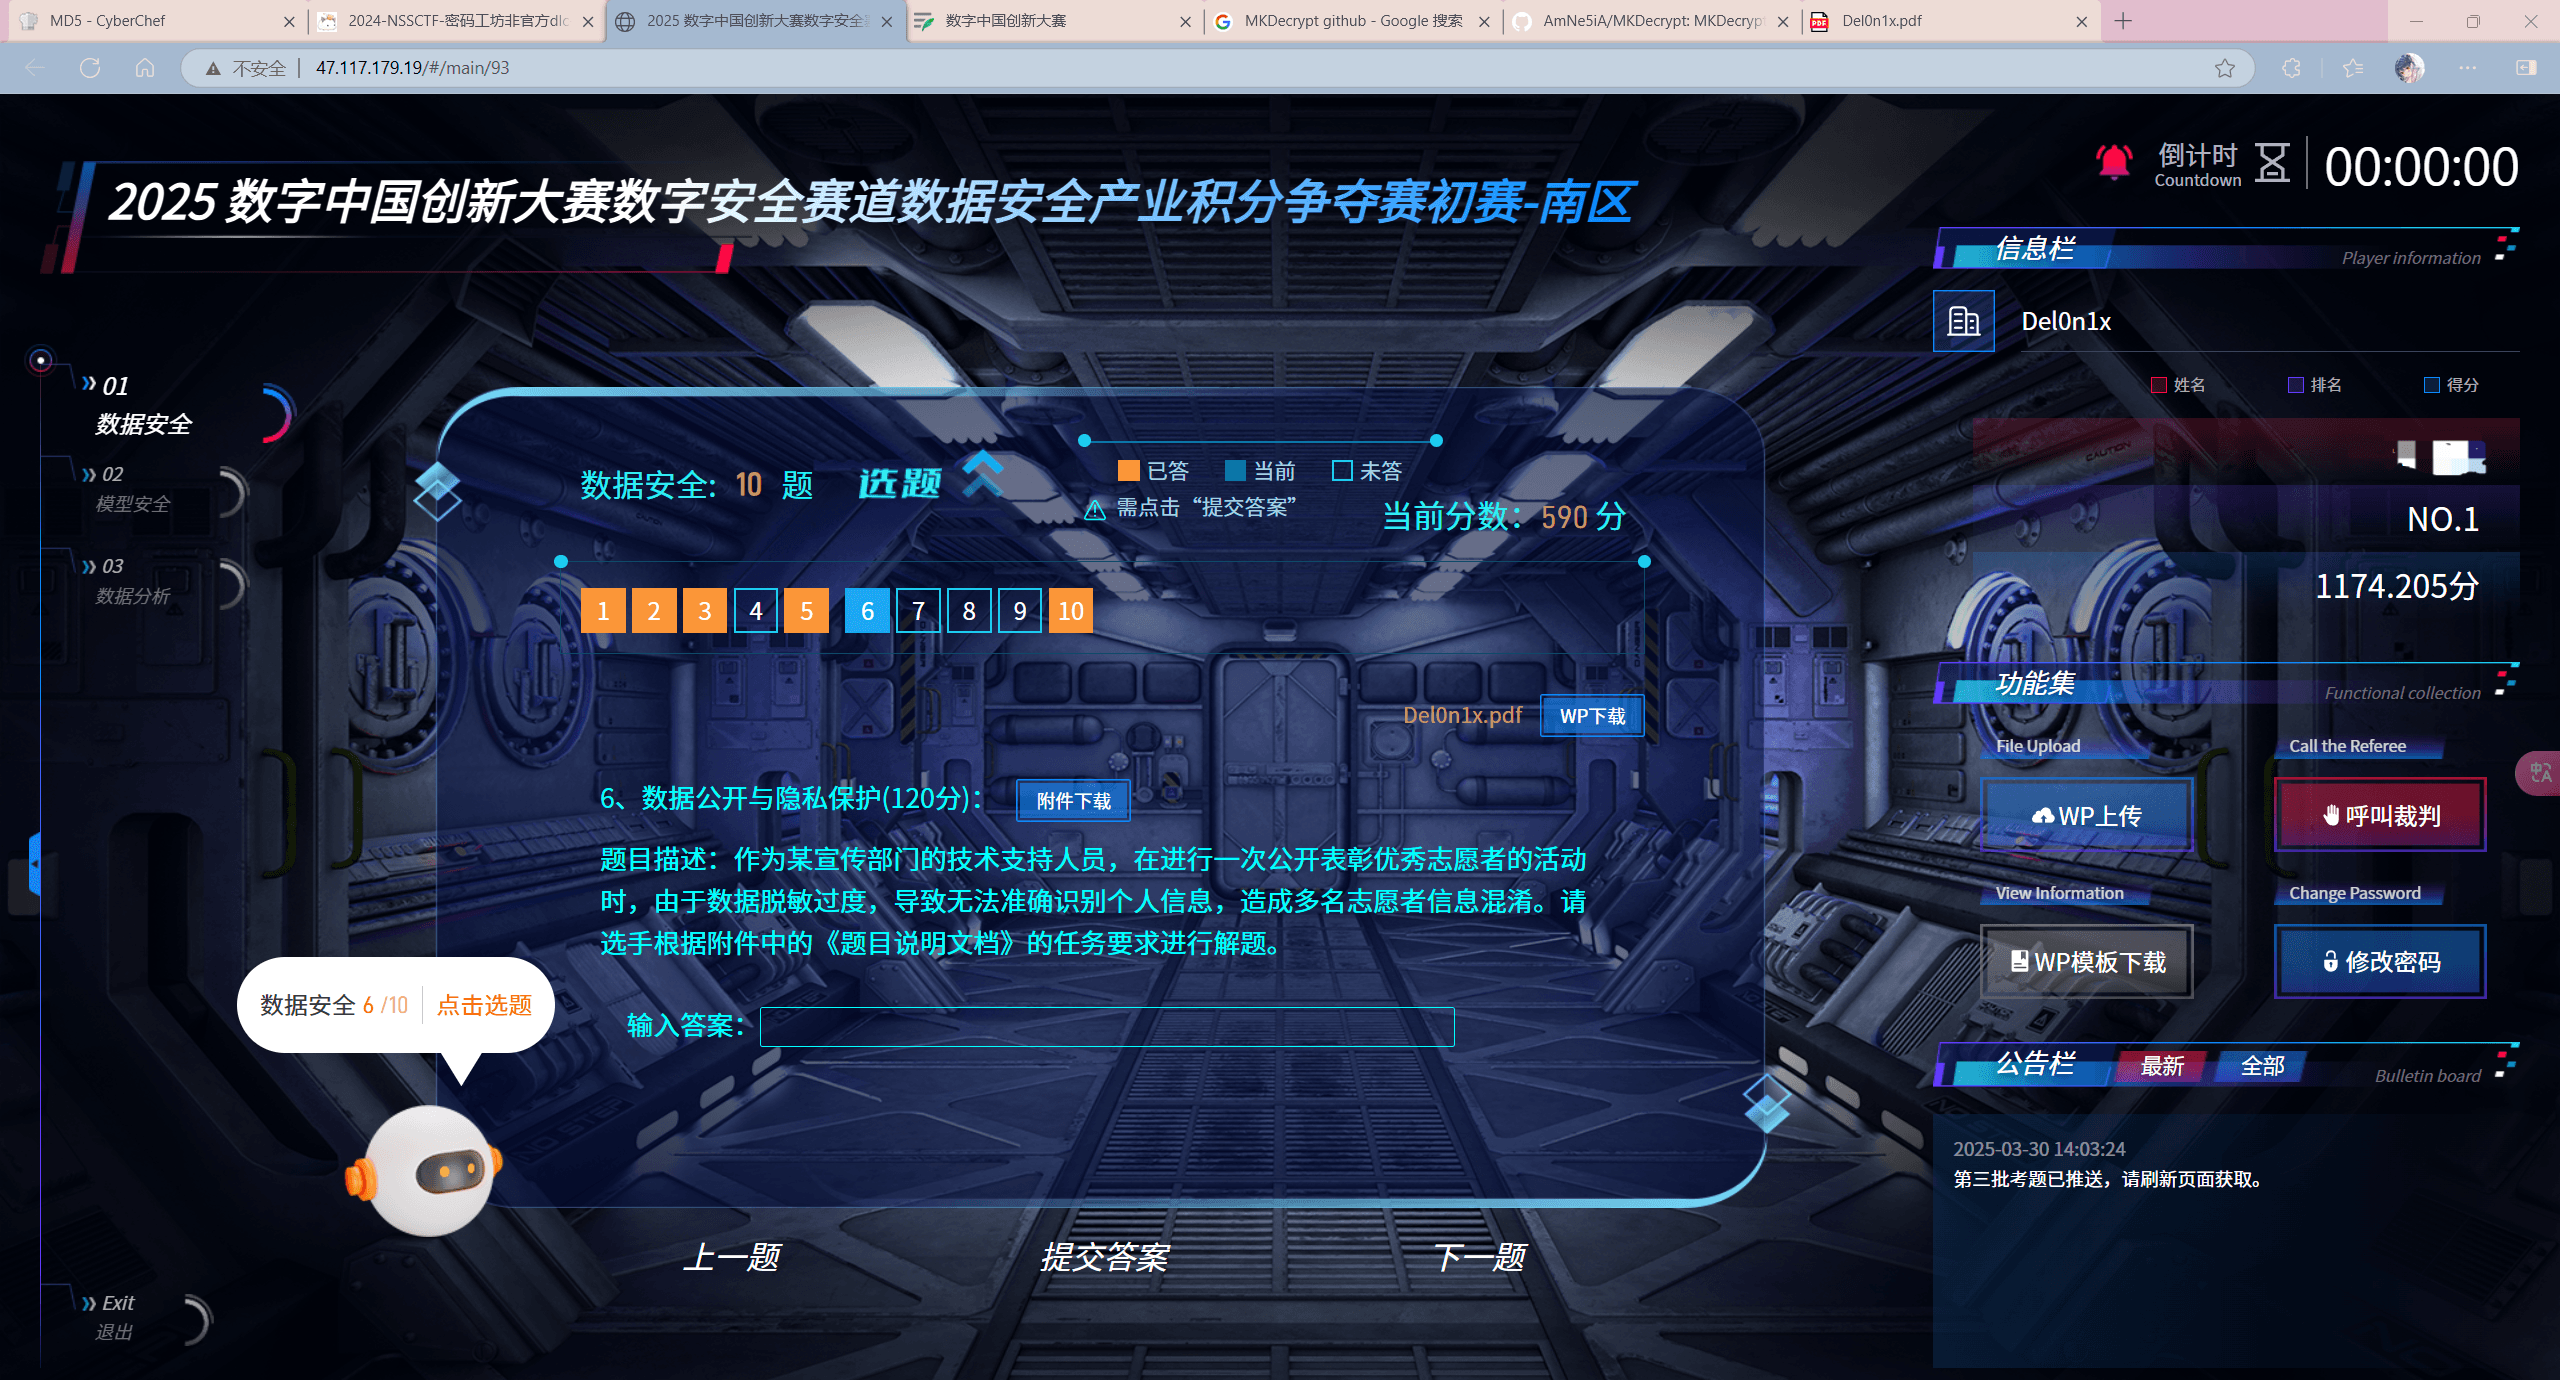 MD5 - CyberChef
2024-NSSCTF-密码工坊非官方dlc
2025 数字中国创新大赛数字安全
数字中国创新大赛
MKDecrypt github - Google 搜索
AmNe5iA/MKDecrypt: MKDecryp
Del0n1x.pdf
不安全
47.117.179.19/#/main/93
2025 数字中国创新大赛数字安全赛道数据安全产业积分争夺赛初赛-南区
倒计时
Countdown
00:00:00
信息栏
Player information
Del0n1x
姓名 排名 得分
NO.1
1174.205分
01
数据安全
02
模型安全
03
数据分析
数据安全: 10 题
选题
已答 当前 未答
需点击“提交答案”
当前分数: 590 分
1 2 3 4 5 6 7 8 9 10
Del0n1x.pdf
WP下载
6、数据公开与隐私保护(120分):
附件下载
题目描述：作为某宣传部门的技术支持人员，在进行一次公开表彰优秀志愿者的活动
时，由于数据脱敏过度，导致无法准确识别个人信息，造成多名志愿者信息混淆。请
选手根据附件中的《题目说明文档》的任务要求进行解题。
输入答案：
数据安全 6 /10
点击选题
上一题
提交答案
下一题
功能集
Functional collection
File Upload
Call the Referee
WP上传
呼叫裁判
View Information
Change Password
WP模板下载
修改密码
公告栏
最新
全部
Bulletin board
2025-03-30 14:03:24
第三批考题已推送，请刷新页面获取。
Exit
退出